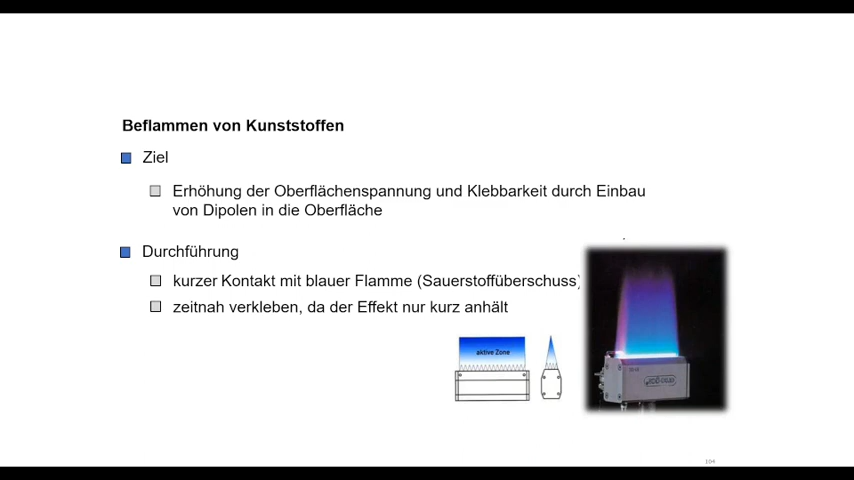 Beflammen von Kunststoffen
Ziel
Erhöhung der Oberflächenspannung und Klebbarkeit durch Einbau
von Dipolen in die Oberfläche
Durchführung
kurzer Kontakt mit blauer Flamme (Sauerstoffüberschuss)
zeitnah verkleben, da der Effekt nur kurz anhält
aktive Zone
104